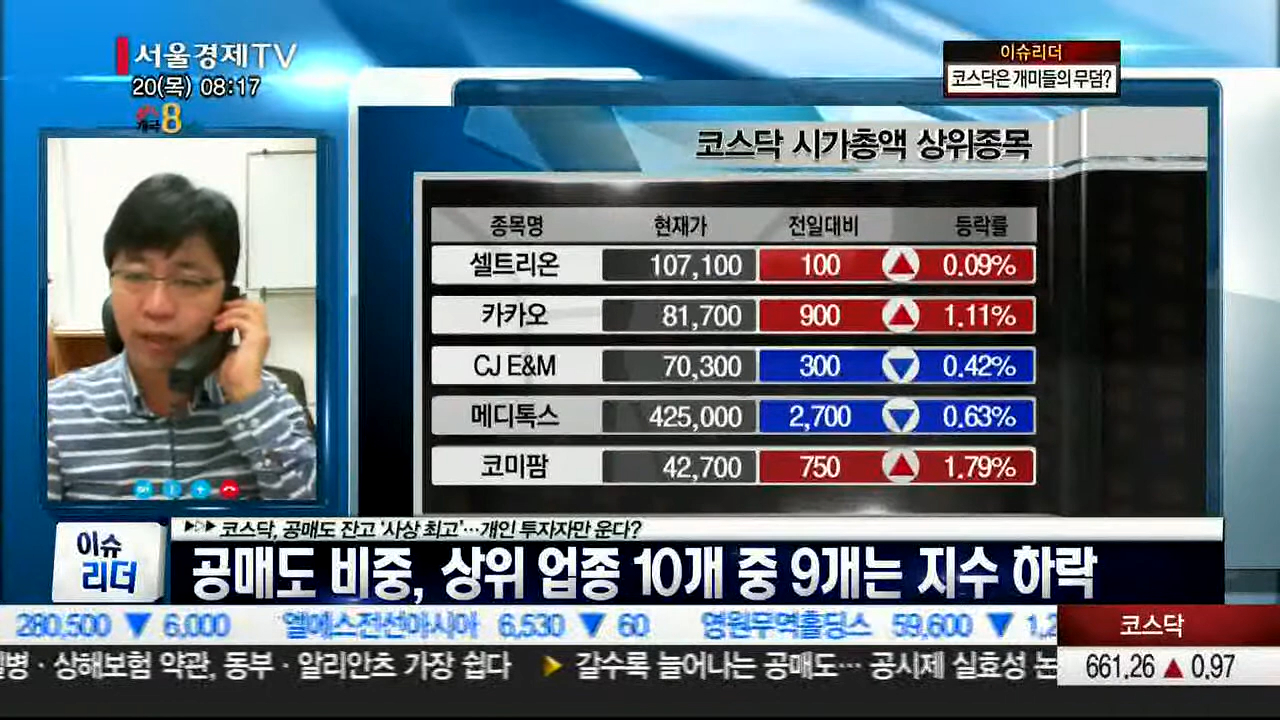 서울경제TV
20(목) 08:17
개국 8
이슈리더
코스닥은 개미들의 무덤?
코스닥 시가총액 상위종목
종목명 현재가 전일대비 등락률
셀트리온 107,100 100 ▲ 0.09%
카카오 81,700 900 ▲ 1.11%
CJ E&M 70,300 300 ▼ 0.42%
메디톡스 425,000 2,700 ▼ 0.63%
코미팜 42,700 750 ▲ 1.79%
이슈
리더
▶▷▶ 코스닥, 공매도 잔고 '사상 최고'…개인 투자자만 운다?
공매도 비중, 상위 업종 10개 중 9개는 지수 하락
280,500 ▼ 6,000 엘에스전선아시아 6,530 ▼ 60 영원무역홀딩스 59,600 ▼ 1,2
코스닥
661.26 ▲ 0.97
질병·상해보험 약관, 동부·알리안츠 가장 쉽다 ▶ 갈수록 늘어나는 공매도… 공시제 실효성 논